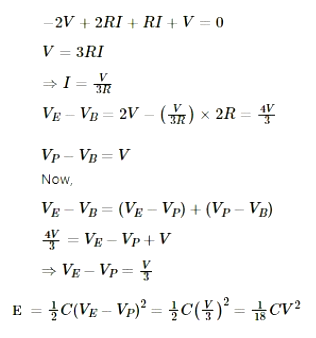 −2V + 2RI + RI + V = 0
V = 3RI
⇒ I = V/3R
V_E − V_B = 2V − (V/3R) × 2R = 4V/3
V_P − V_B = V
Now,
V_E − V_B = (V_E − V_P) + (V_P − V_B)
4V/3 = V_E − V_P + V
⇒ V_E − V_P = V/3
E = 1/2 C(V_E − V_P)² = 1/2 C(V/3)² = 1/18 CV²